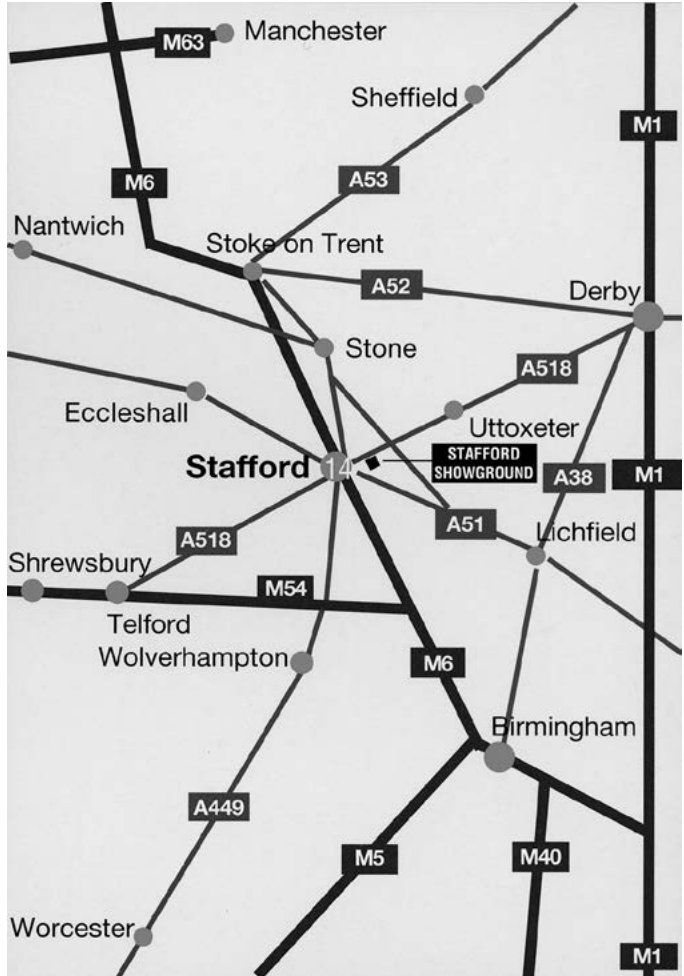 Manchester
M63
Sheffield
M1
A53
M6
Nantwich
Stoke on Trent
A52
Derby
Stone
A518
Eccleshall
Uttoxeter
Stafford
14
STAFFORD
SHOWGROUND
M1
A38
A51
A518
Lichfield
Shrewsbury
M54
Telford
Wolverhampton
M6
Birmingham
A449
M5
M40
Worcester
M1